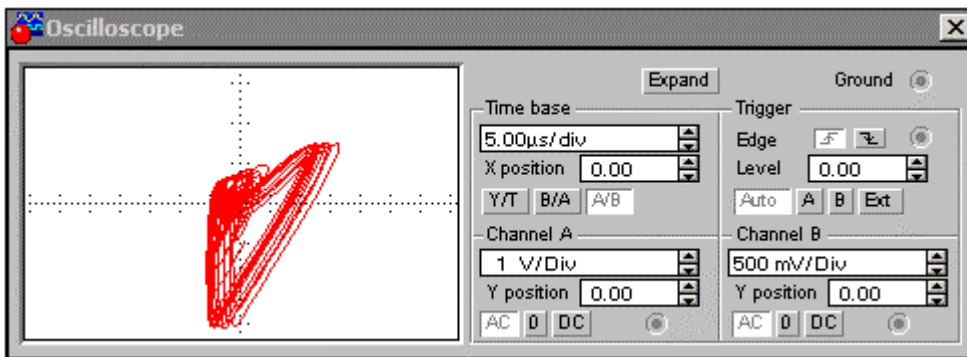 Oscilloscope
Expand
Ground
Time base
5.00µs/div
X position 0.00
Y/T B/A A/B
Trigger
Edge
Level 0.00
Auto A B Ext
Channel A
1 V/Div
Y position 0.00
AC 0 DC
Channel B
500 mV/Div
Y position 0.00
AC 0 DC